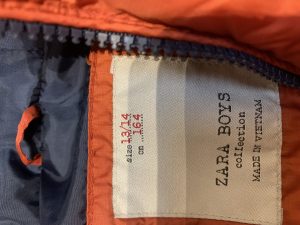 ZARA BOYS
collection
MADE IN VIETNAM
size 13/14
cm 164